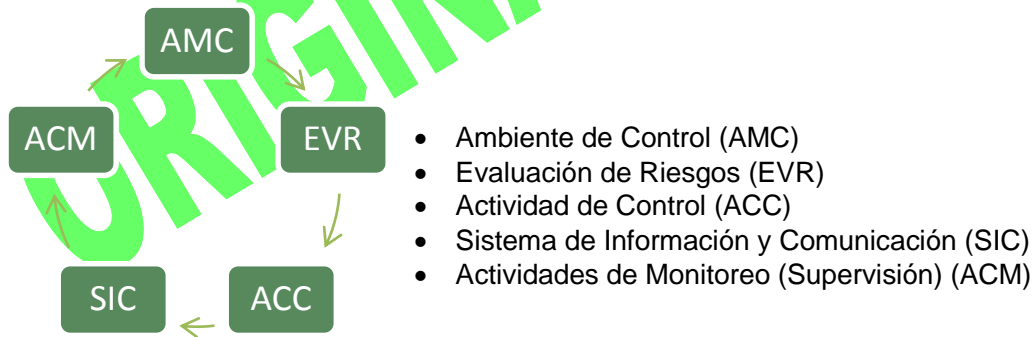 AMC
ACM
EVR
SIC
ACC
• Ambiente de Control (AMC)
• Evaluación de Riesgos (EVR)
• Actividad de Control (ACC)
• Sistema de Información y Comunicación (SIC)
• Actividades de Monitoreo (Supervisión) (ACM)